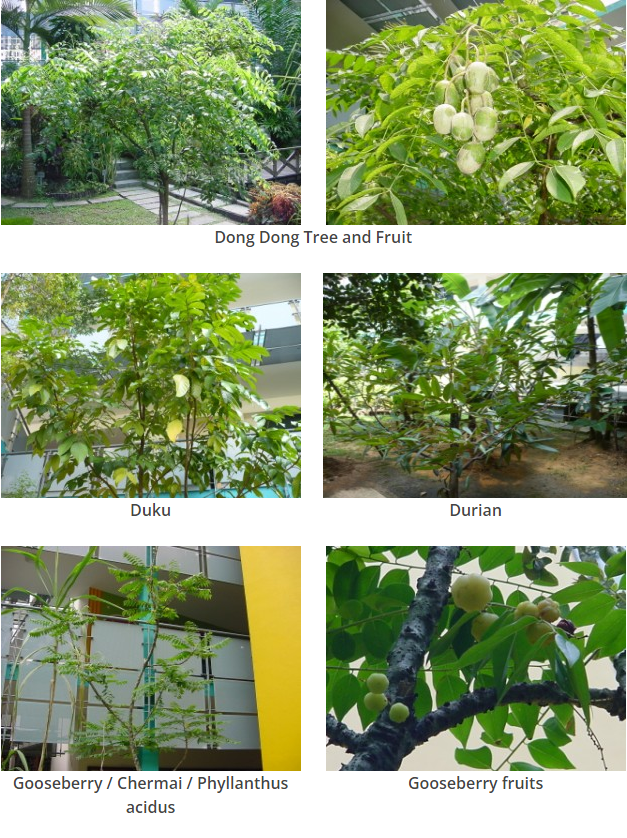 Dong Dong Tree and Fruit
Duku
Durian
Gooseberry / Chermai / Phyllanthus
acidus
Gooseberry fruits